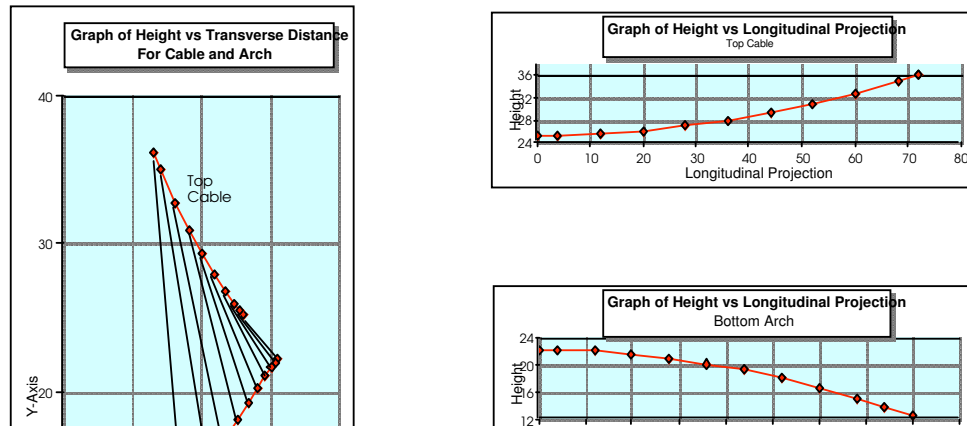 Graph of Height vs Transverse Distance
For Cable and Arch
40
30
20
Y-Axis
Top
Cable
Graph of Height vs Longitudinal Projection
Top Cable
36
32
28
24
Height
0 10 20 30 40 50 60 70 80
Longitudinal Projection
Graph of Height vs Longitudinal Projection
Bottom Arch
24
20
16
12
Height